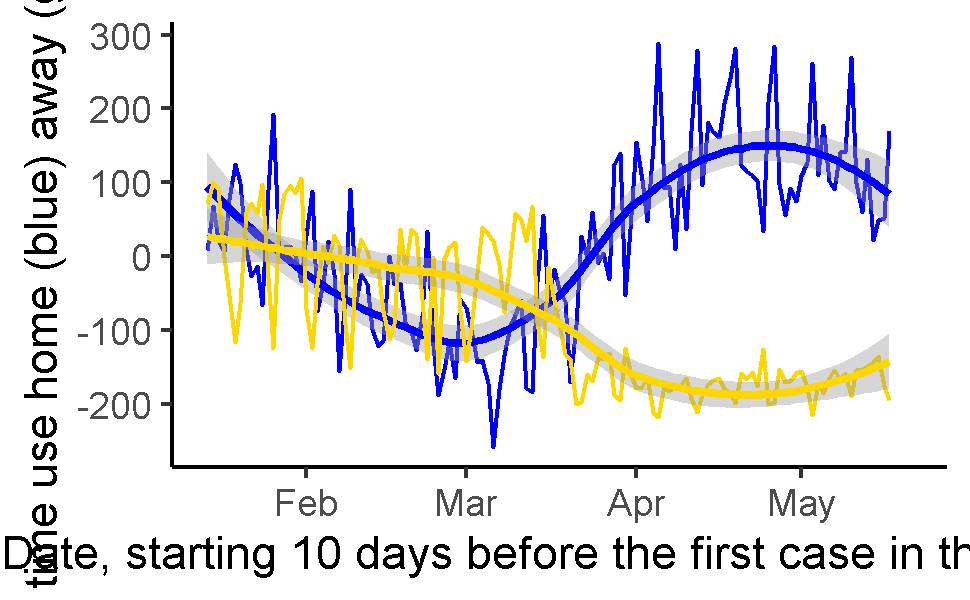 time use home (blue) away (
300
200
100
0
-100
-200
Feb Mar Apr May
Date, starting 10 days before the first case in th